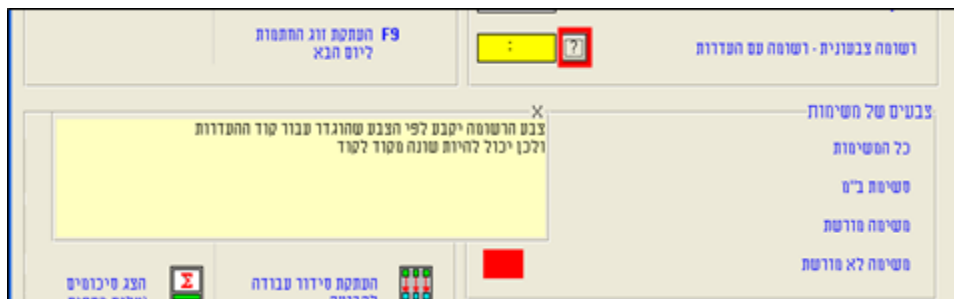 רשומה צבעונית - רשומה עם העדרות
?
:
F9 העתקת זוג החתמות
ליום הבא
צבעים של משימות
כל המשימות
משימת ב"מ
משימה מורשת
משימה לא מורשת
X
צבע הרשומה יקבע לפי הצבע שהוגדר עבור קוד ההעדרות
ולכן יכול להיות שונה מקוד לקוד
העתקת סידור עבודה
Σ
הצג סיכומים